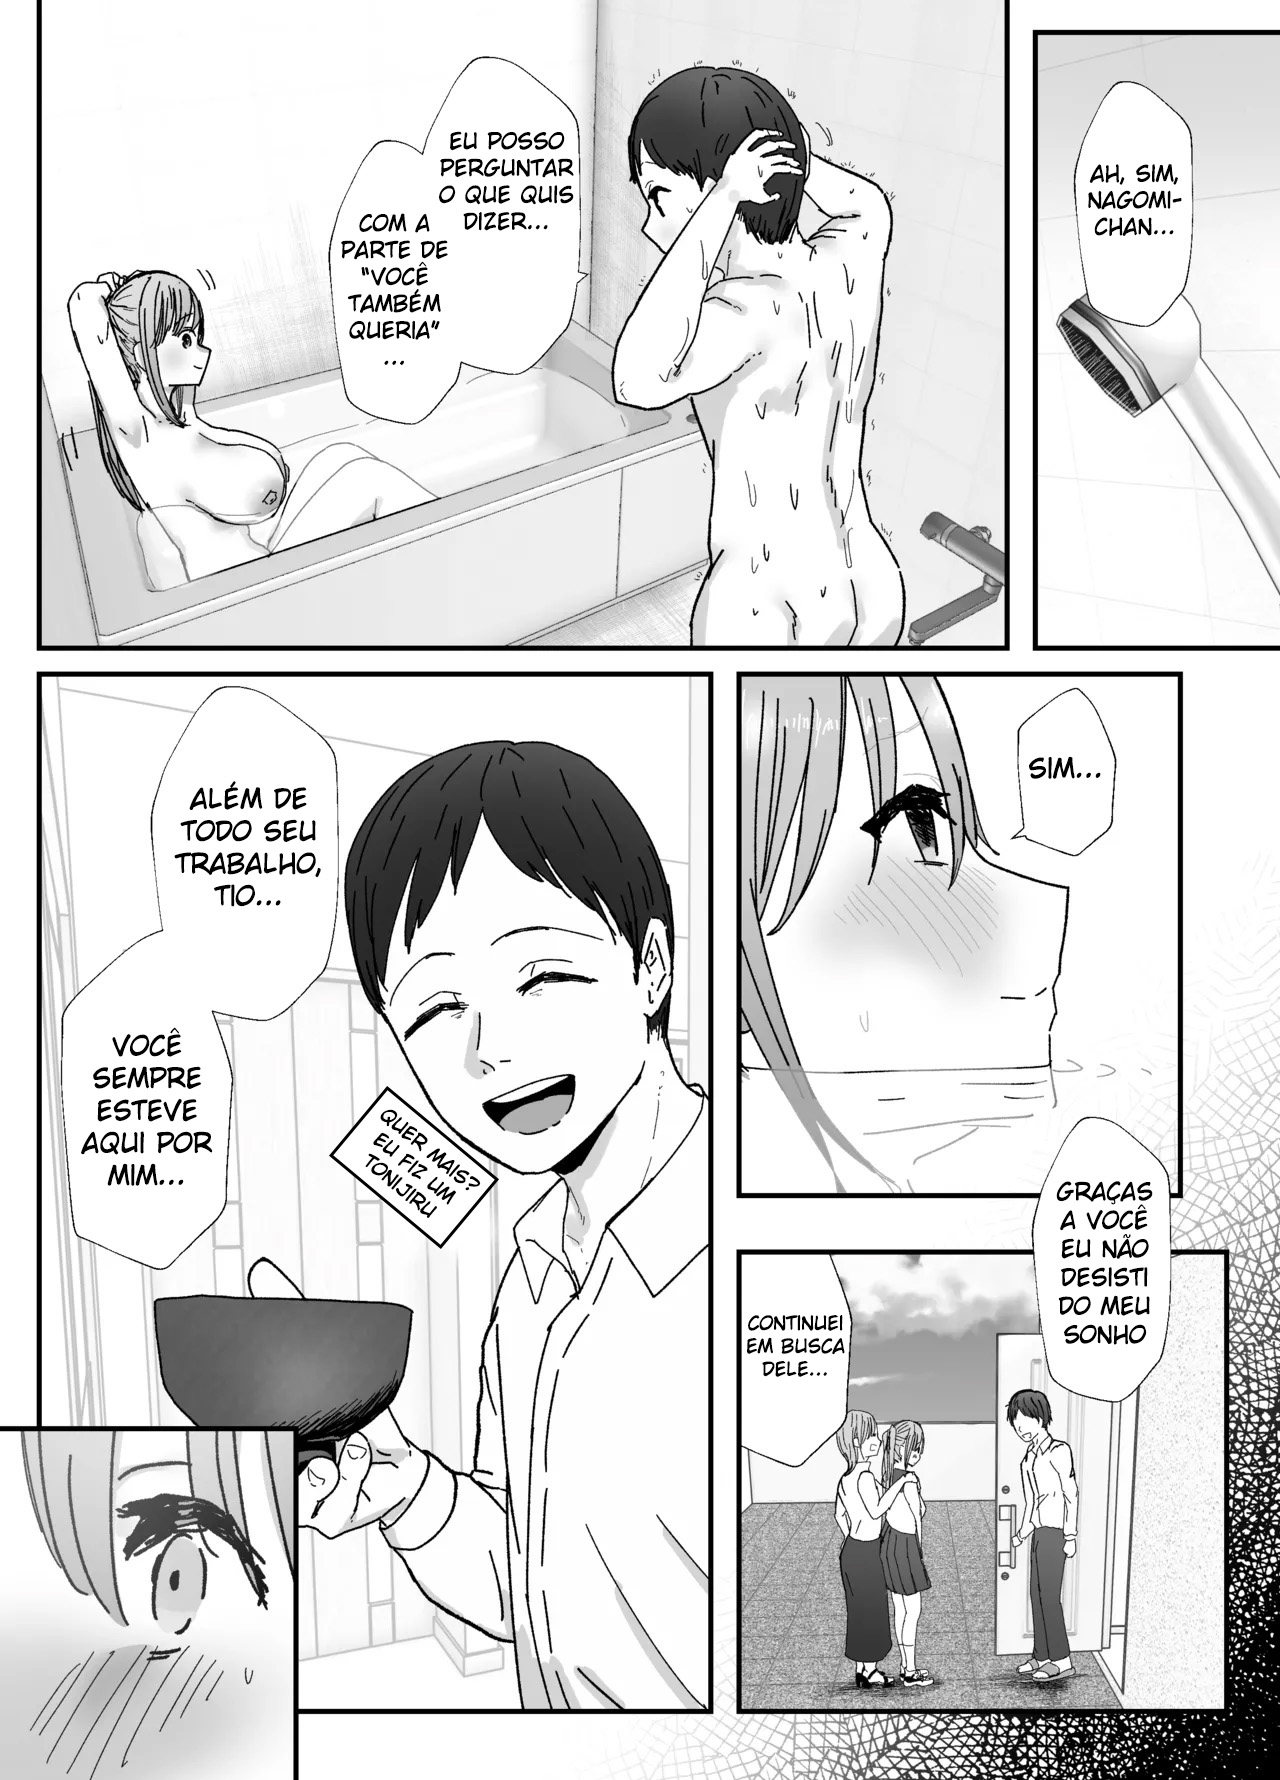 AH, SIM,
NAGOMI-
CHAN...
EU POSSO
PERGUNTAR
O QUE QUIS
DIZER...
COM A
PARTE DE
"VOCÊ
TAMBÉM
QUERIA"
...
SIM...
GRAÇAS
A VOCÊ
EU NÃO
DESISTI
DO MEU
SONHO
CONTINUEI
EM BUSCA
DELE...
ALÉM DE
TODO SEU
TRABALHO,
TIO...
VOCÊ
SEMPRE
ESTEVE
AQUI POR
MIM...
QUER MAIS?
EU FIZ UM
TONIJIRU